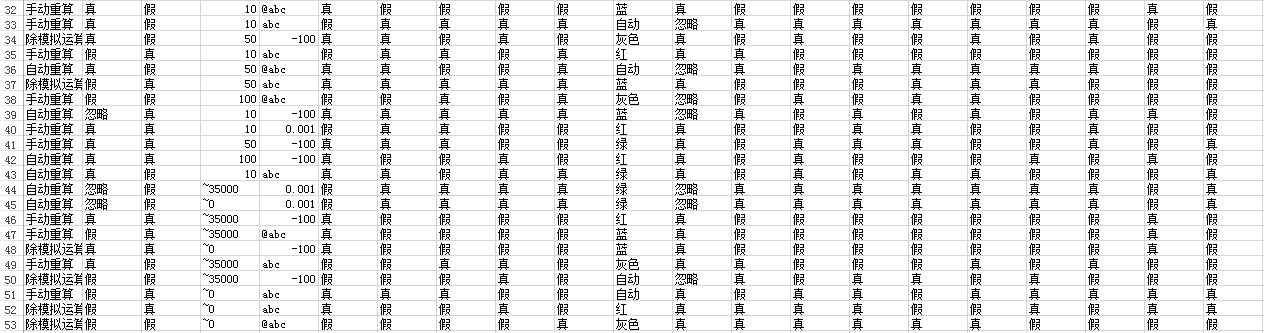 32 手动重算 真 假 10 @abc 真 假 假 假 假 蓝 真 假 假 假 假 真 真 真 真 假
33 手动重算 真 假 10 abc 真 假 真 真 真 自动 忽略 真 真 真 假 假 假 真 假 真
34 除模拟运算 真 假 50 -100 假 真 真 真 假 灰色 真 真 假 真 真 假 假 真 真 假
35 手动重算 假 真 10 abc 假 真 真 假 真 红 真 假 真 真 假 真 假 假 假 真
36 自动重算 真 真 50 @abc 假 真 真 假 真 自动 忽略 真 假 假 真 真 真 假 假 假
37 除模拟运算 假 真 50 abc 真 真 真 真 真 蓝 真 真 假 真 真 真 真 真 真 真
38 手动重算 假 假 100 @abc 假 真 假 假 真 灰色 忽略 假 真 假 真 假 真 真 真 假
39 自动重算 忽略 真 10 -100 真 真 假 真 真 蓝 忽略 真 真 假 假 真 真 真 假 假
40 手动重算 真 真 10 0.001 假 真 真 假 假 红 真 假 真 真 真 假 真 真 真 假
41 手动重算 假 假 50 -100 真 真 假 真 假 绿 真 假 假 假 假 真 假 真 假 真
42 自动重算 真 真 100 -100 真 假 假 真 假 红 真 假 假 假 假 假 假 真 真 假
43 自动重算 真 假 10 abc 真 假 假 真 真 绿 真 真 真 假 真 假 假 假 假 真
44 自动重算 忽略 假 ~35000 0.001 假 假 真 真 假 绿 忽略 真 真 真 真 真 真 真 真 真
45 自动重算 忽略 假 ~0 0.001 假 真 真 真 假 绿 忽略 真 真 真 真 真 真 真 假 真
46 手动重算 真 真 ~35000 -100 真 假 假 真 假 红 真 假 假 假 假 假 假 真 真 假
47 手动重算 假 真 ~35000 @abc 真 假 真 假 假 蓝 真 假 假 假 假 假 假 假 真 真
48 除模拟运算 真 真 ~0 -100 真 假 假 假 假 蓝 真 假 假 假 假 假 假 假 假 假
49 手动重算 真 假 ~35000 abc 真 假 假 真 假 灰色 真 真 假 假 真 真 假 真 真 真
50 除模拟运算 假 假 ~35000 -100 真 假 假 真 假 自动 忽略 真 假 假 真 假 假 真 假 假
51 手动重算 假 真 ~0 abc 真 真 假 真 假 自动 真 假 真 真 真 真 真 假 假 真
52 除模拟运算 假 真 ~0 abc 假 真 真 假 假 红 真 真 假 假 假 真 假 假 真 真
53 除模拟运算 假 假 ~0 @abc 真 真 假 假 真 灰色 真 假 真 真 真 真 真 假 真 假